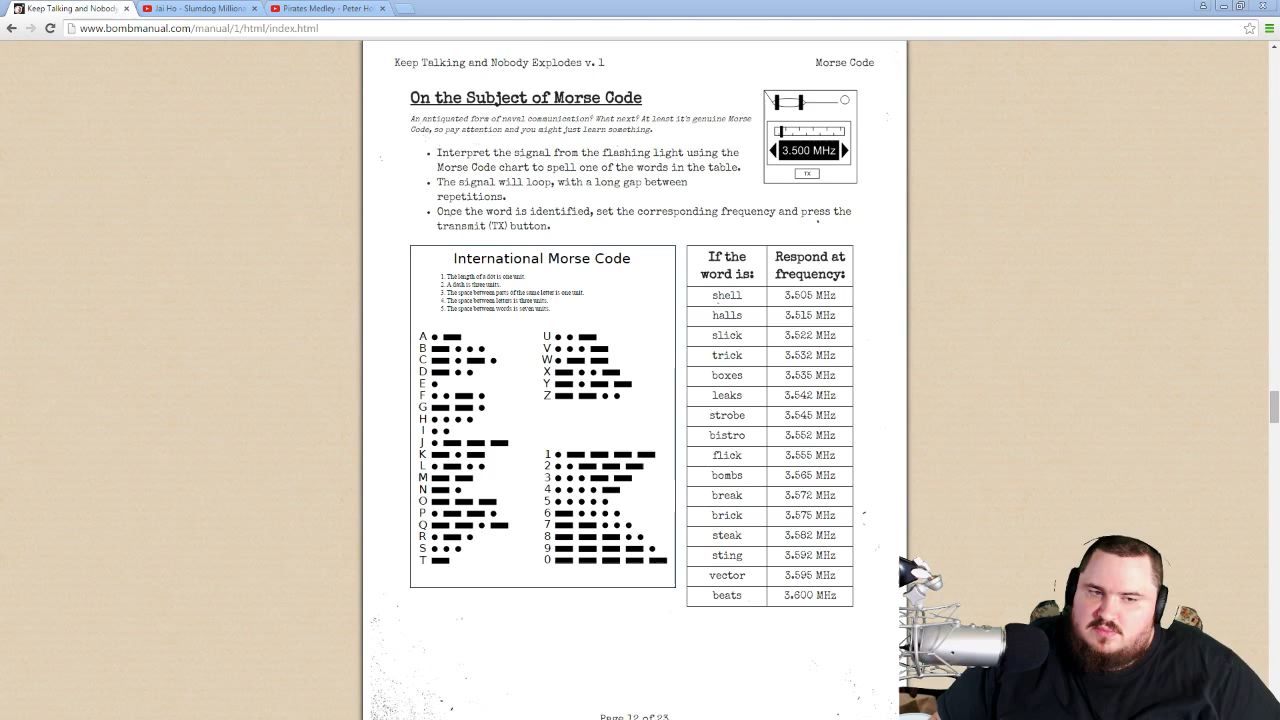 Keep Talking and Nobody
Jai Ho - Slumdog Million
Pirates Medley - Peter Ho
www.bombmanual.com/manual/1/html/index.html
Keep Talking and Nobody Explodes v. 1
Morse Code
On the Subject of Morse Code
An antiquated form of naval communication? What next? At least it's genuine Morse
Code, so pay attention and you might just learn something.
3.500 MHz
TX
• Interpret the signal from the flashing light using the
Morse Code chart to spell one of the words in the table.
• The signal will loop, with a long gap between
repetitions.
• Once the word is identified, set the corresponding frequency and press the
transmit (TX) button.
International Morse Code
1. The length of a dot is one unit.
2. A dash is three units.
3. The space between parts of the same letter is one unit.
4. The space between letters is three units.
5. The space between words is seven units.
A
B
C
D
E
F
G
H
I
J
K
L
M
N
O
P
Q
R
S
T
U
V
W
X
Y
Z
1
2
3
4
5
6
7
8
9
0
If the word is: Respond at frequency:
shell 3.505 MHz
halls 3.515 MHz
slick 3.522 MHz
trick 3.532 MHz
boxes 3.535 MHz
leaks 3.542 MHz
strobe 3.545 MHz
bistro 3.552 MHz
flick 3.555 MHz
bombs 3.565 MHz
break 3.572 MHz
brick 3.575 MHz
steak 3.582 MHz
sting 3.592 MHz
vector 3.595 MHz
beats 3.600 MHz
Page 12 of 23